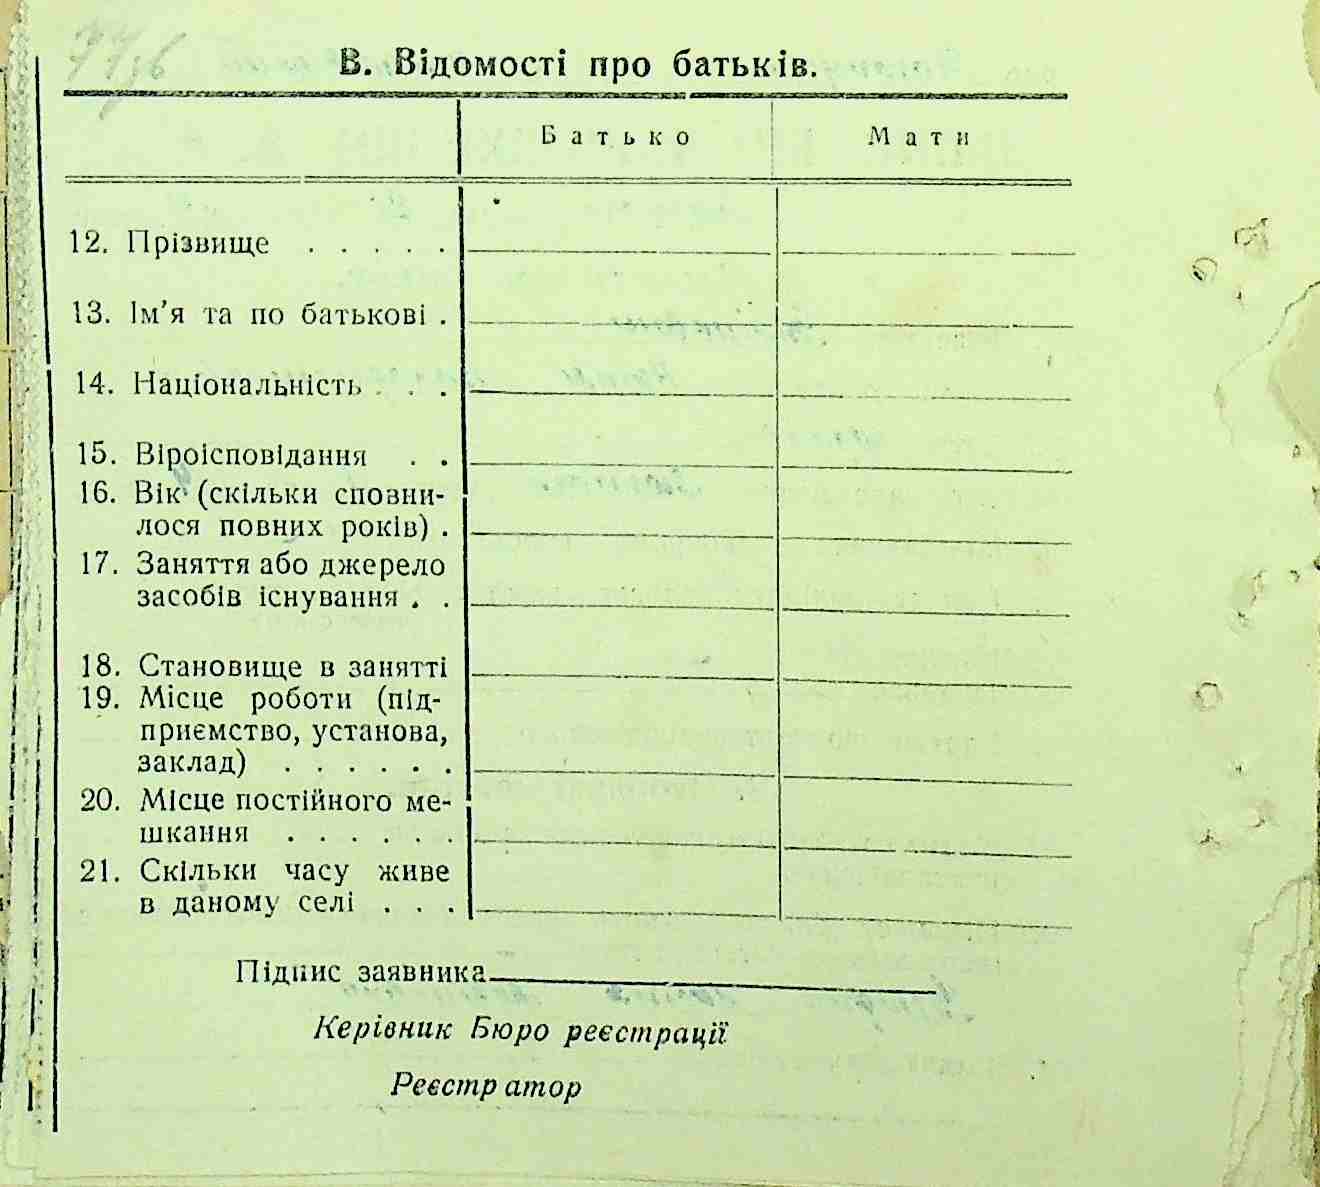 В. Відомості про батьків.
Батько Мати
12. Прізвище . . . . .
13. Ім'я та по батькові .
14. Національність . . .
15. Віроісповідання . .
16. Вік (скільки сповни-
лося повних років) .
17. Заняття або джерело
засобів існування . .
18. Становище в занятті
19. Місце роботи (під-
приємство, установа,
заклад) . . . . . .
20. Місце постійного ме-
шкання . . . . . .
21. Скільки часу живе
в даному селі . . .
Підпис заявника
Керівник Бюро реєстрації
Реєстратор